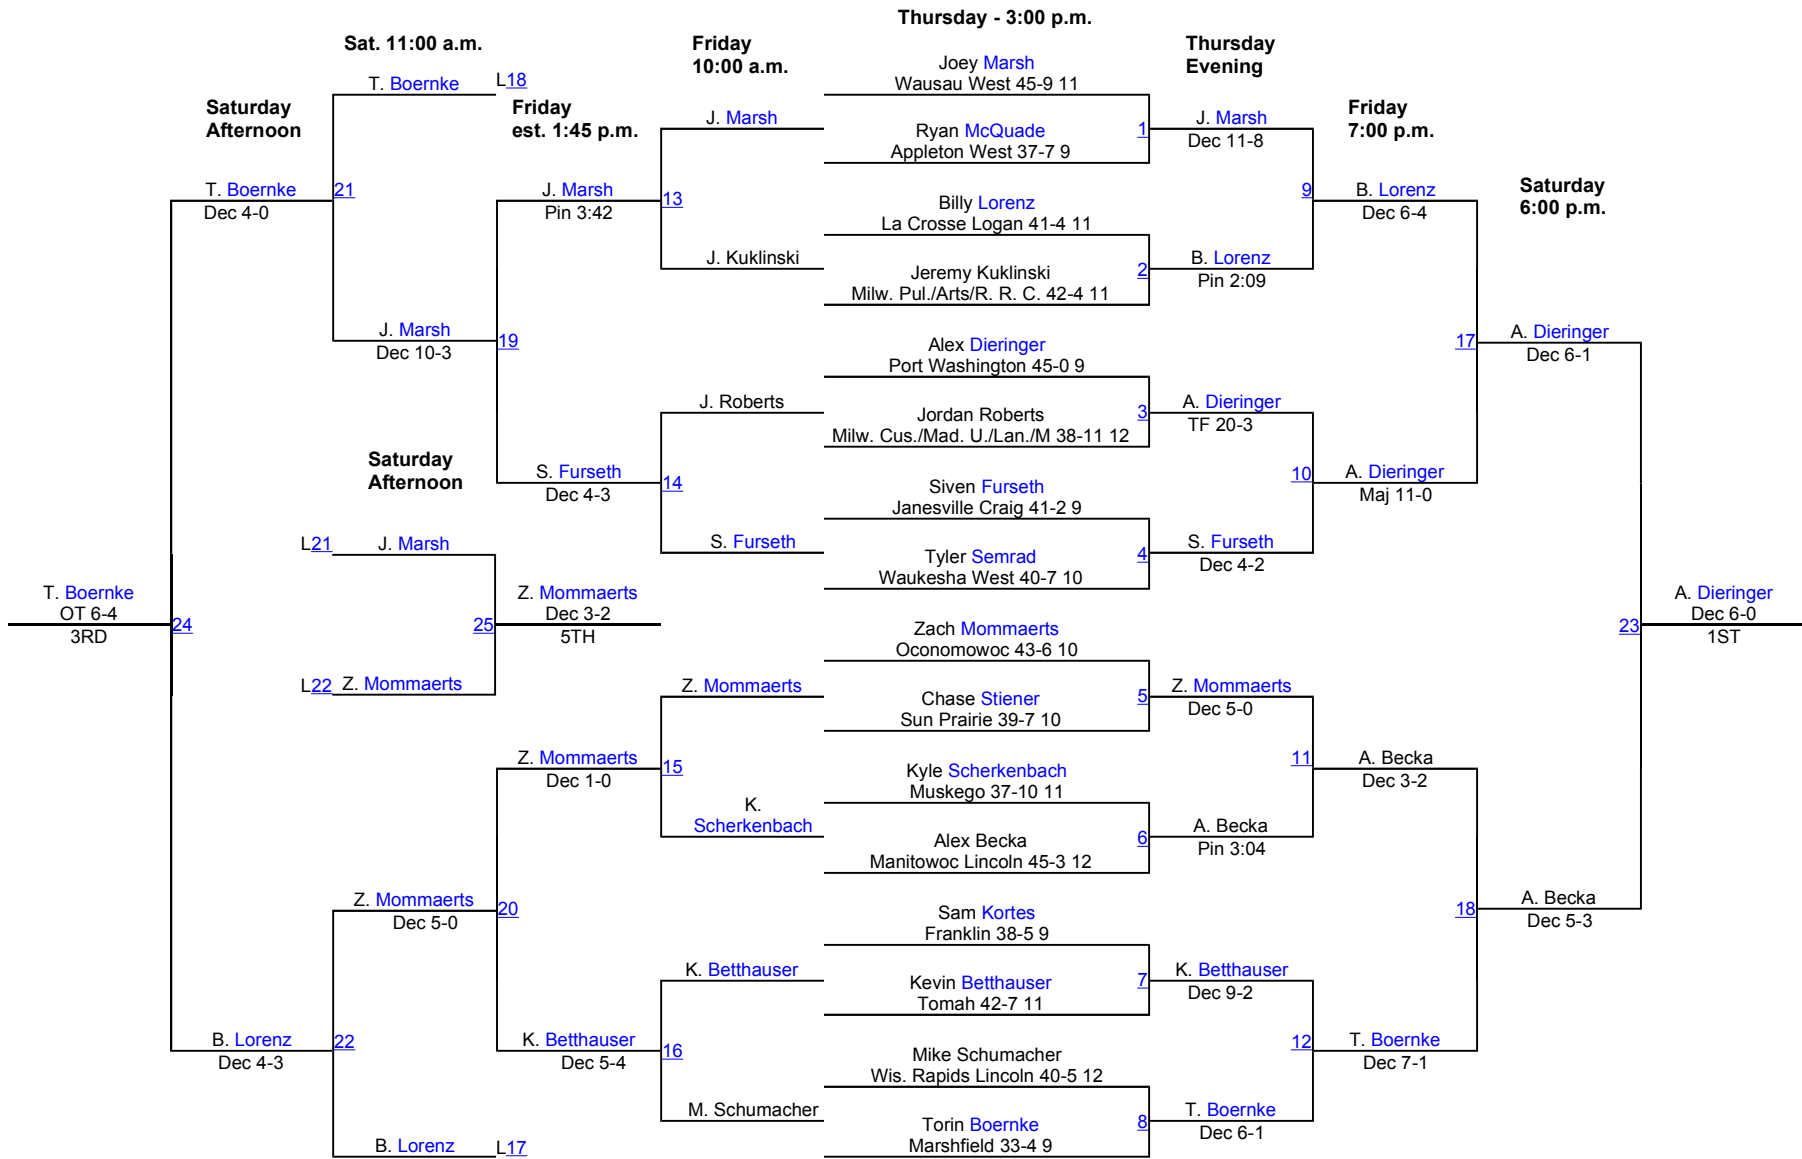 Thursday - 3:00 p.m.
Sat. 11:00 a.m.
Friday
10:00 a.m.
Thursday
Evening
Saturday
Afternoon
Friday
est. 1:45 p.m.
Friday
7:00 p.m.
Saturday
6:00 p.m.
Saturday
Afternoon
T. Boernke
OT 6-4
3RD
24
T. Boernke
Dec 4-0
B. Lorenz
Dec 4-3
T. Boernke L18
21
J. Marsh
Dec 10-3
L21 J. Marsh
25
L22 Z. Mommaerts
Z. Mommaerts
Dec 3-2
5TH
Z. Mommaerts
Dec 5-0
22
B. Lorenz L17
J. Marsh
Pin 3:42
19
S. Furseth
Dec 4-3
Z. Mommaerts
Dec 1-0
20
K. Betthauser
Dec 5-4
J. Marsh
13
J. Kuklinski
J. Roberts
14
S. Furseth
Z. Mommaerts
15
K.
Scherkenbach
K. Betthauser
16
M. Schumacher
Joey Marsh
Wausau West 45-9 11
Ryan McQuade
Appleton West 37-7 9
1
Billy Lorenz
La Crosse Logan 41-4 11
Jeremy Kuklinski
Milw. Pul./Arts/R. R. C. 42-4 11
2
Alex Dieringer
Port Washington 45-0 9
Jordan Roberts
Milw. Cus./Mad. U./Lan./M 38-11 12
3
Siven Furseth
Janesville Craig 41-2 9
Tyler Semrad
Waukesha West 40-7 10
4
Zach Mommaerts
Oconomowoc 43-6 10
Chase Stiener
Sun Prairie 39-7 10
5
Kyle Scherkenbach
Muskego 37-10 11
Alex Becka
Manitowoc Lincoln 45-3 12
6
Sam Kortes
Franklin 38-5 9
Kevin Betthauser
Tomah 42-7 11
7
Mike Schumacher
Wis. Rapids Lincoln 40-5 12
Torin Boernke
Marshfield 33-4 9
8
J. Marsh
Dec 11-8
9
B. Lorenz
Pin 2:09
A. Dieringer
TF 20-3
10
S. Furseth
Dec 4-2
Z. Mommaerts
Dec 5-0
11
A. Becka
Pin 3:04
K. Betthauser
Dec 9-2
12
T. Boernke
Dec 6-1
B. Lorenz
Dec 6-4
17
A. Dieringer
Maj 11-0
A. Becka
Dec 3-2
18
T. Boernke
Dec 7-1
A. Dieringer
Dec 6-1
23
A. Becka
Dec 5-3
A. Dieringer
Dec 6-0
1ST